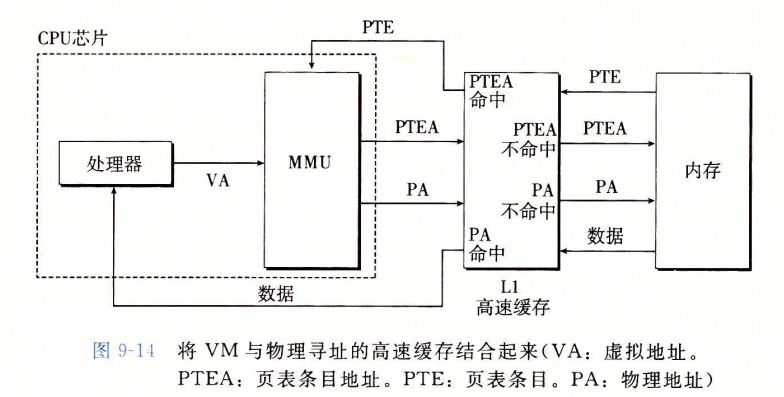 PTE
CPU芯片
PTEA
命中
PTE
处理器
VA
MMU
PTEA
PTEA
不命中
PTEA
内存
PA
PA
不命中
PA
PA
命中
数据
数据
L1
高速缓存
图 9-14 将 VM 与物理寻址的高速缓存结合起来(VA：虚拟地址。
PTEA：页表条目地址。PTE：页表条目。PA：物理地址)